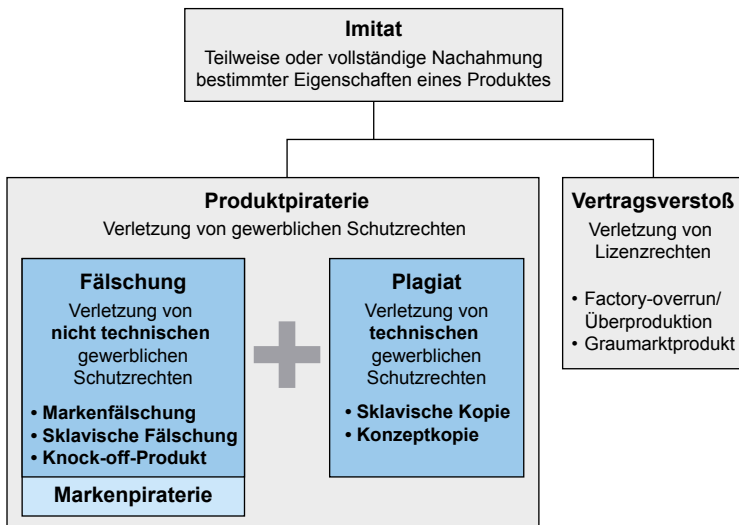 Imitat
Teilweise oder vollständige Nachahmung
bestimmter Eigenschaften eines Produktes
Produktpiraterie
Verletzung von gewerblichen Schutzrechten
Fälschung
Verletzung von
nicht technischen
gewerblichen
Schutzrechten
• Markenfälschung
• Sklavische Fälschung
• Knock-off-Produkt
Markenpiraterie
Plagiat
Verletzung von
technischen
gewerblichen
Schutzrechten
• Sklavische Kopie
• Konzeptkopie
Vertragsverstoß
Verletzung von
Lizenzrechten
• Factory-overrun/
Überproduktion
• Graumarktprodukt